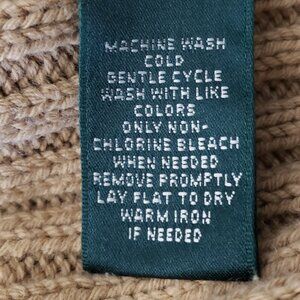 MACHINE WASH
COLD
GENTLE CYCLE
WASH WITH LIKE
COLORS
ONLY NON-
CHLORINE BLEACH
WHEN NEEDED
REMOVE PROMPTLY
LAY FLAT TO DRY
WARM IRON
IF NEEDED